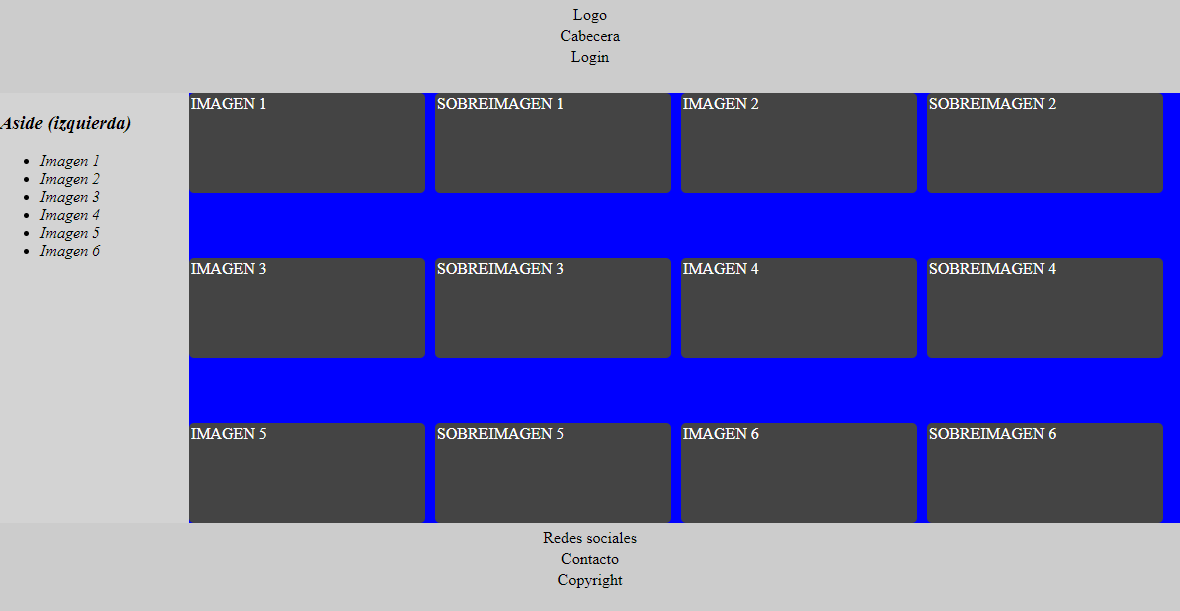 Logo
Cabecera
Login
Aside (izquierda)
Imagen 1
Imagen 2
Imagen 3
Imagen 4
Imagen 5
Imagen 6
IMAGEN 1
SOBREIMAGEN 1
IMAGEN 2
SOBREIMAGEN 2
IMAGEN 3
SOBREIMAGEN 3
IMAGEN 4
SOBREIMAGEN 4
IMAGEN 5
SOBREIMAGEN 5
IMAGEN 6
SOBREIMAGEN 6
Redes sociales
Contacto
Copyright